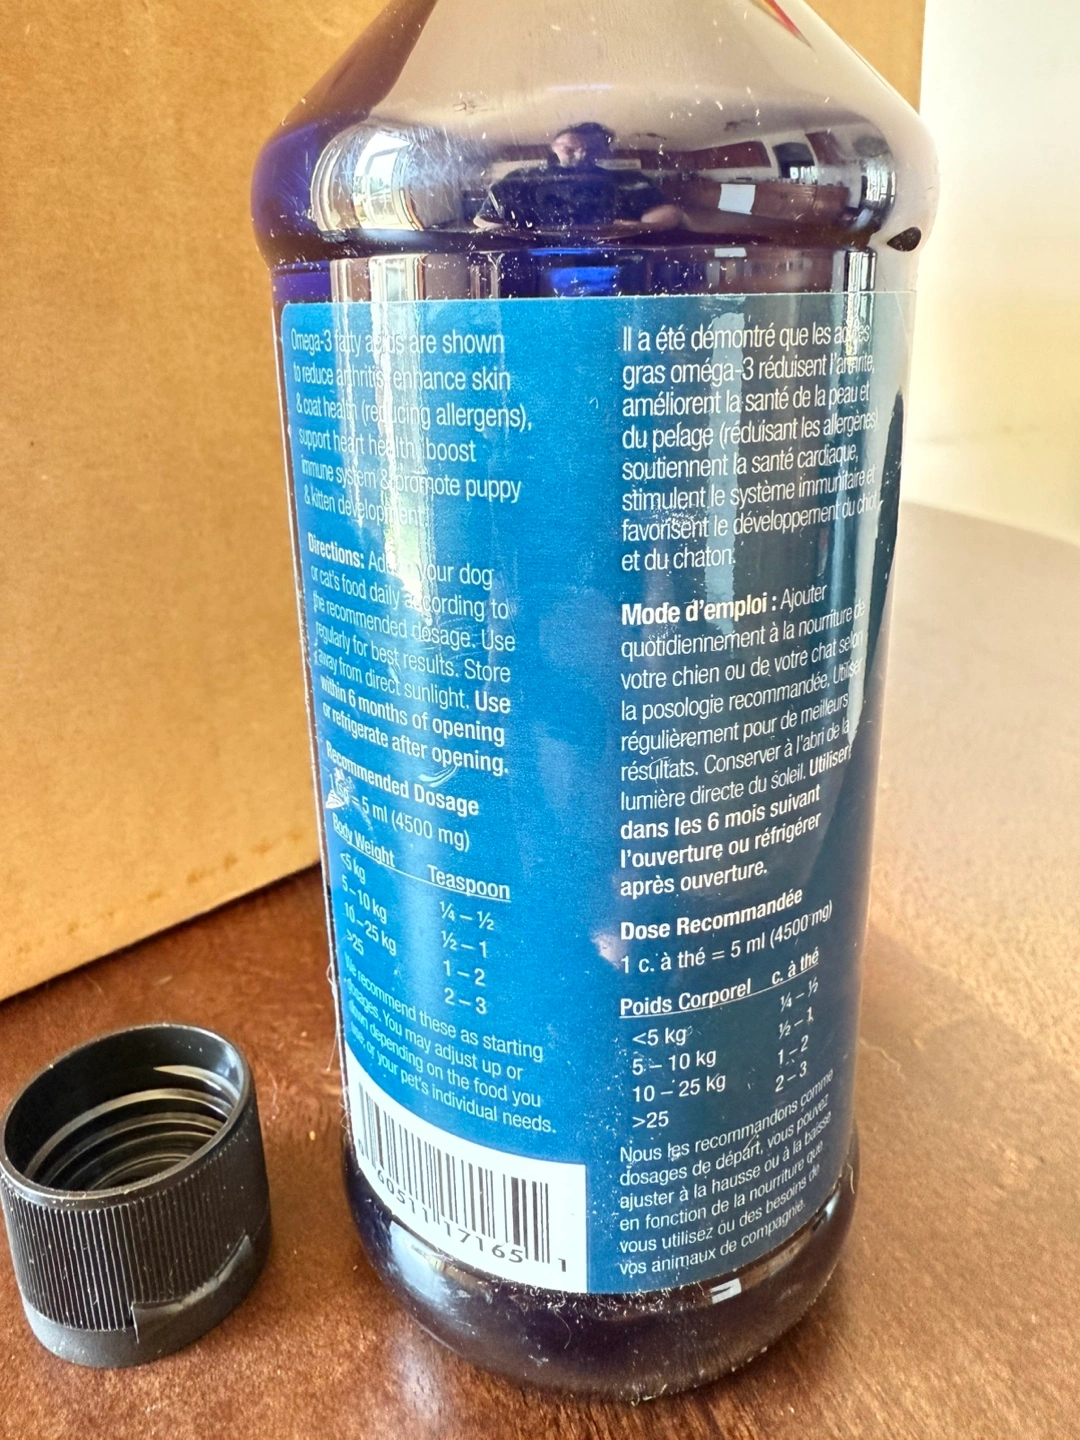 Omega-3 fatty acids are shown
to reduce arthritis, enhance skin
& coat health (reducing allergens),
support heart health, boost
immune system & promote puppy
& kitten development.
Directions: Add your dog
or cat's food daily according to
the recommended dosage. Use
regularly for best results. Store
away from direct sunlight. Use
within 6 months of opening
or refrigerate after opening.
Recommended Dosage
= 5 ml (4500 mg)
Body Weight Teaspoon
<5 kg ¼ – ½
5 – 10 kg ½ – 1
10 – 25 kg 1 – 2
>25 2 – 3
We recommend these as starting
dosages. You may adjust up or
down depending on the food you
use, or your pet's individual needs.
60511 17165 1
Il a été démontré que les acides
gras oméga-3 réduisent l'arthrite,
améliorent la santé de la peau et
du pelage (réduisant les allergènes)
soutiennent la santé cardiaque,
stimulent le système immunitaire et
favorisent le développement du chiot
et du chaton.
Mode d'emploi : Ajouter
quotidiennement à la nourriture de
votre chien ou de votre chat selon
la posologie recommandée. Utiliser
régulièrement pour de meilleurs
résultats. Conserver à l'abri de la
lumière directe du soleil. Utiliser
dans les 6 mois suivant
l'ouverture ou réfrigérer
après ouverture.
Dose Recommandée
1 c. à thé = 5 ml (4500 mg)
Poids Corporel c. à thé
<5 kg ¼ – ½
5 – 10 kg ½ – 1
10 – 25 kg 1 – 2
>25 2 – 3
Nous les recommandons comme
dosages de départ, vous pouvez
ajuster à la hausse ou à la baisse
en fonction de la nourriture que
vous utilisez ou des besoins de
vos animaux de compagnie.